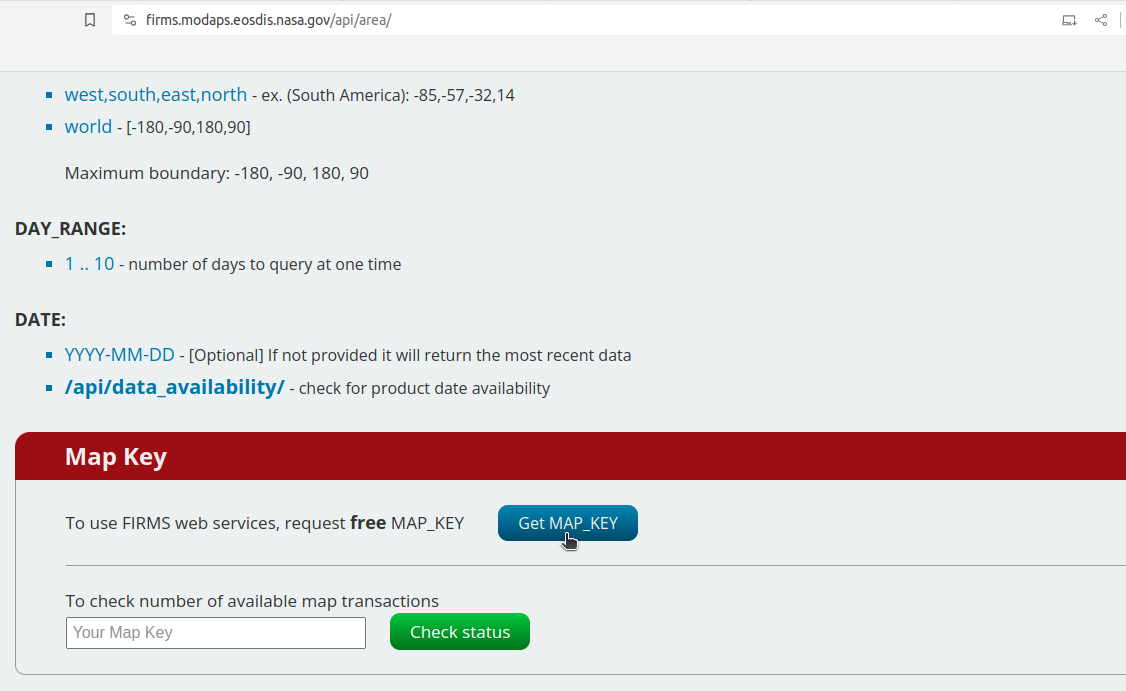 firms.modaps.eosdis.nasa.gov/api/area/
west,south,east,north - ex. (South America): -85,-57,-32,14
world - [-180,-90,180,90]
Maximum boundary: -180, -90, 180, 90
DAY_RANGE:
1 .. 10 - number of days to query at one time
DATE:
YYYY-MM-DD - [Optional] If not provided it will return the most recent data
/api/data_availability/ - check for product date availability
Map Key
To use FIRMS web services, request free MAP_KEY Get MAP_KEY
To check number of available map transactions
Your Map Key Check status